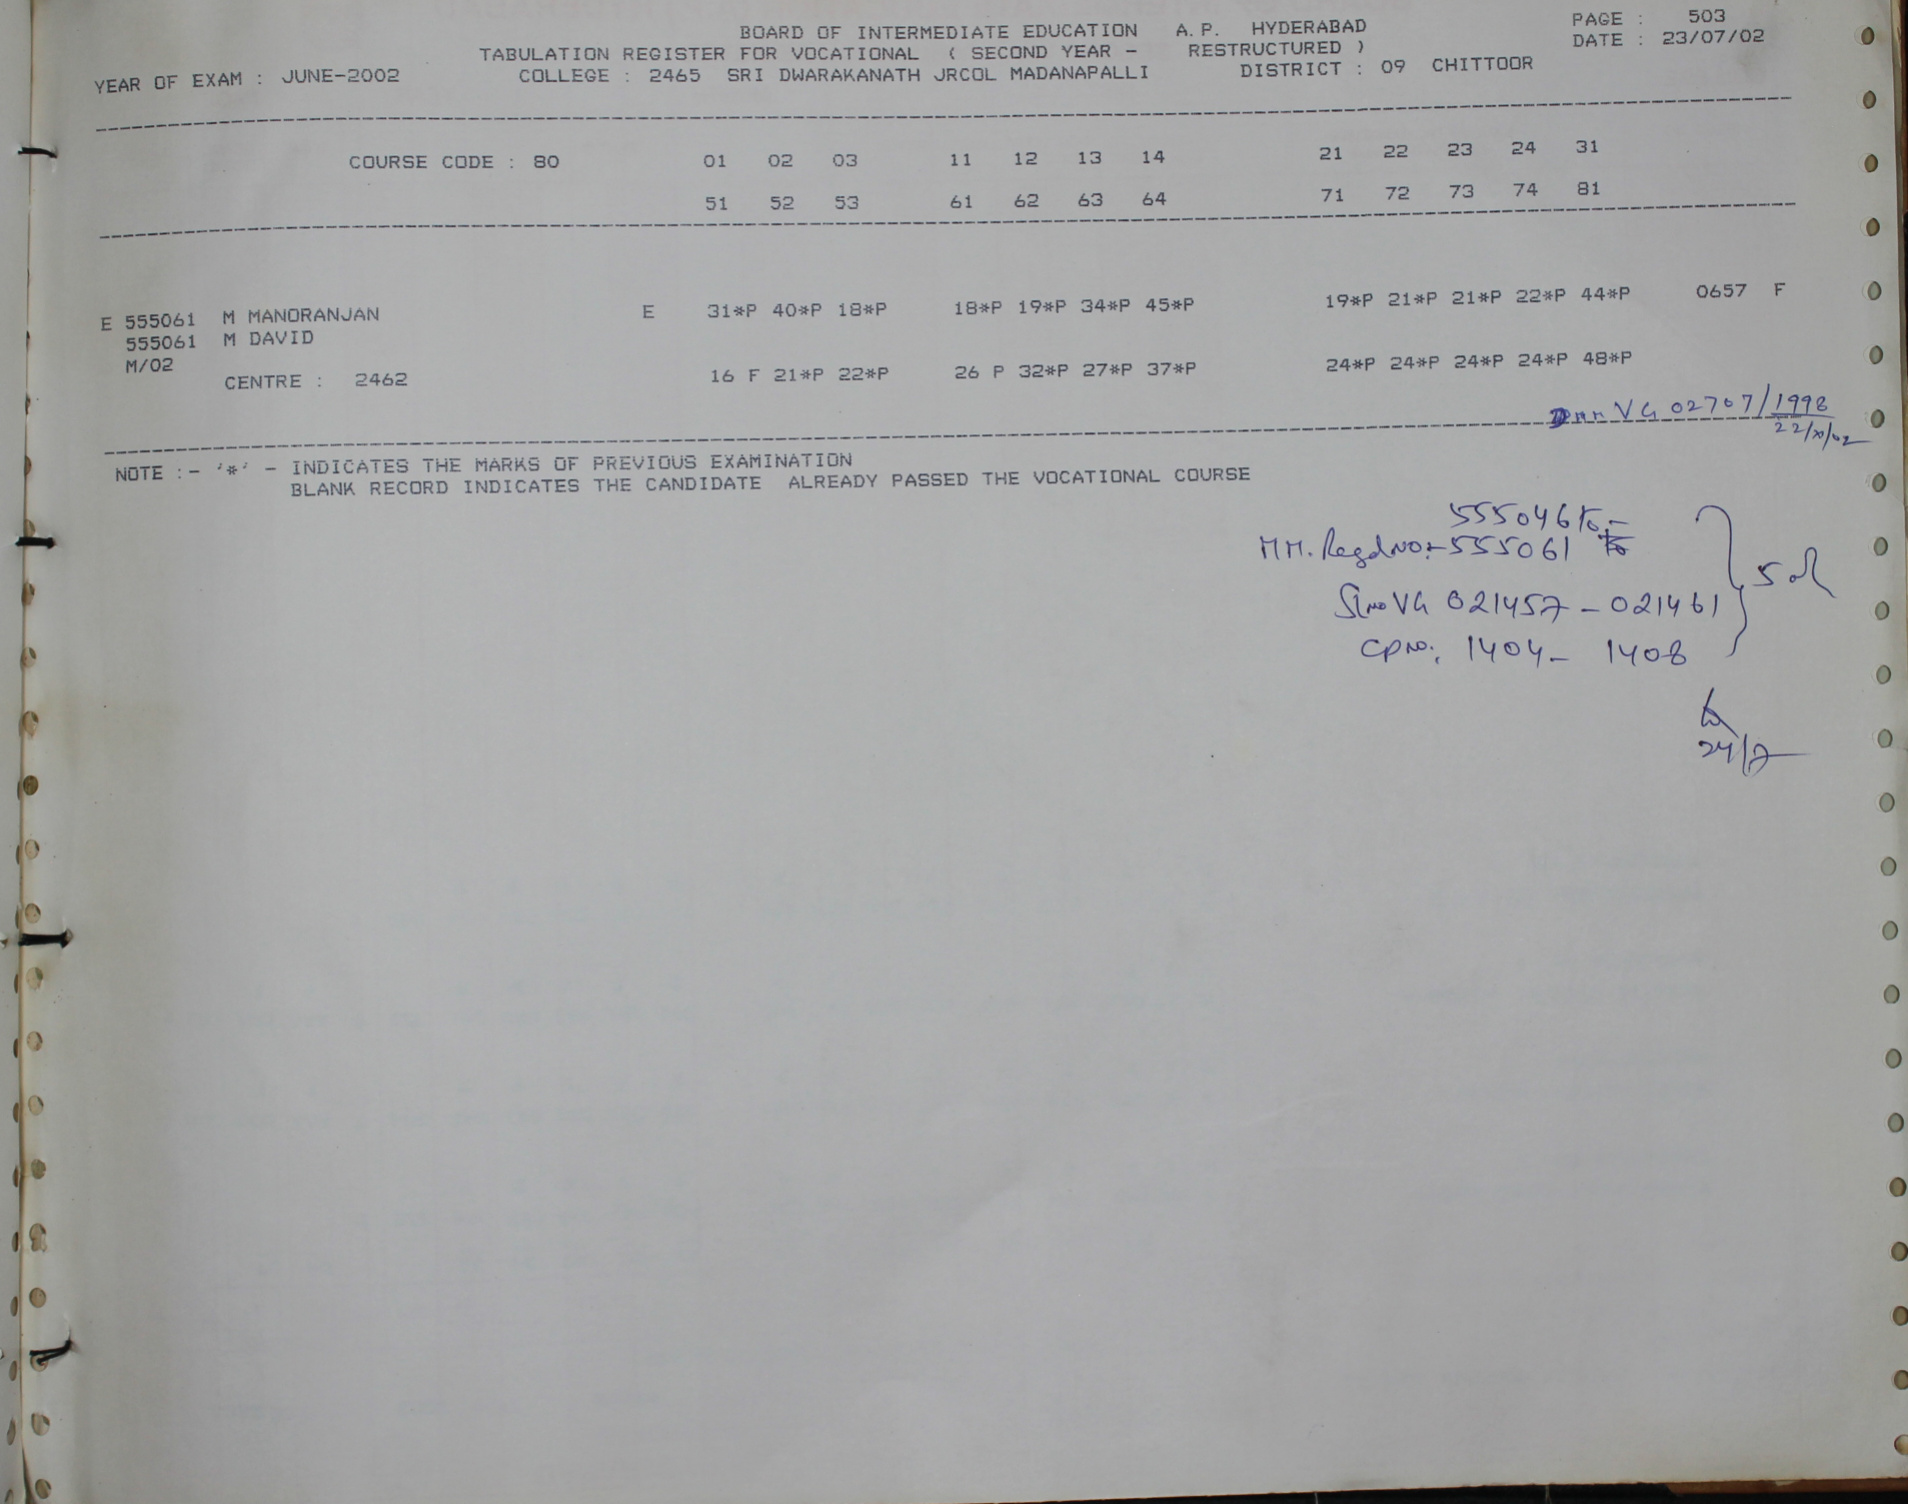 BOARD OF INTERMEDIATE EDUCATION A.P. HYDERABAD PAGE : 503
TABULATION REGISTER FOR VOCATIONAL ( SECOND YEAR - RESTRUCTURED ) DATE : 23/07/02
YEAR OF EXAM : JUNE-2002 COLLEGE : 2465 SRI DWARAKANATH JRCOL MADANAPALLI DISTRICT : 09 CHITTOOR
COURSE CODE : 80 01 02 03 11 12 13 14 21 22 23 24 31
51 52 53 61 62 63 64 71 72 73 74 81
E 555061 M MANORANJAN E 31*P 40*P 18*P 18*P 19*P 34*P 45*P 19*P 21*P 21*P 22*P 44*P 0657 F
555061 M DAVID
M/02
CENTRE : 2462 16 F 21*P 22*P 26 P 32*P 27*P 37*P 24*P 24*P 24*P 24*P 48*P
VG 02707/1998
22/XI/02
NOTE :- '*' - INDICATES THE MARKS OF PREVIOUS EXAMINATION
BLANK RECORD INDICATES THE CANDIDATE ALREADY PASSED THE VOCATIONAL COURSE
555046 to
MM. Regd No:- 555061
Sl no VG 021457 - 021461
CP no. 1404 - 1408
24/7